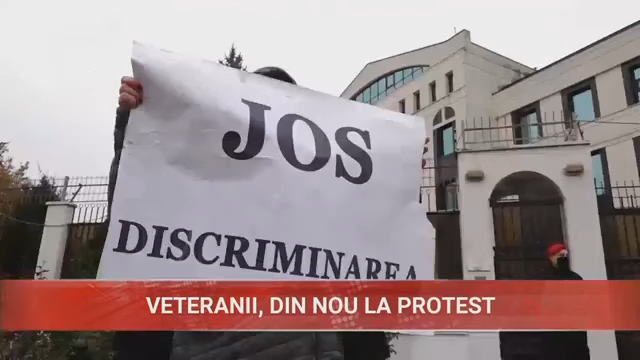 JOS
DISCRIMINAREA
VETERANII, DIN NOU LA PROTEST